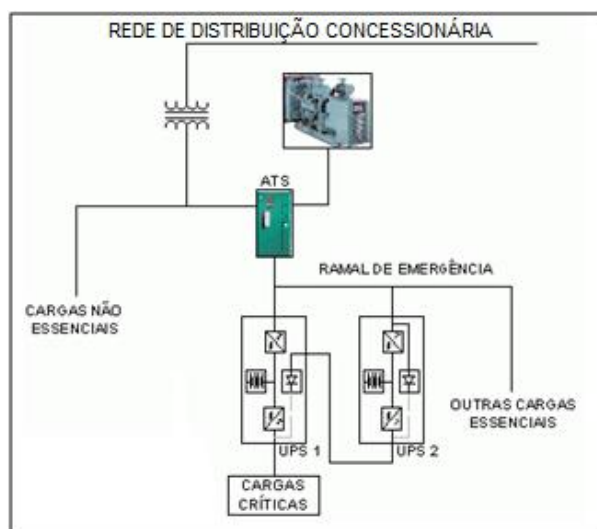 REDE DE DISTRIBUIÇÃO CONCESSIONÁRIA
ATS
RAMAL DE EMERGÊNCIA
CARGAS NÃO
ESSENCIAIS
OUTRAS CARGAS
ESSENCIAIS
UPS 1
UPS 2
CARGAS
CRÍTICAS